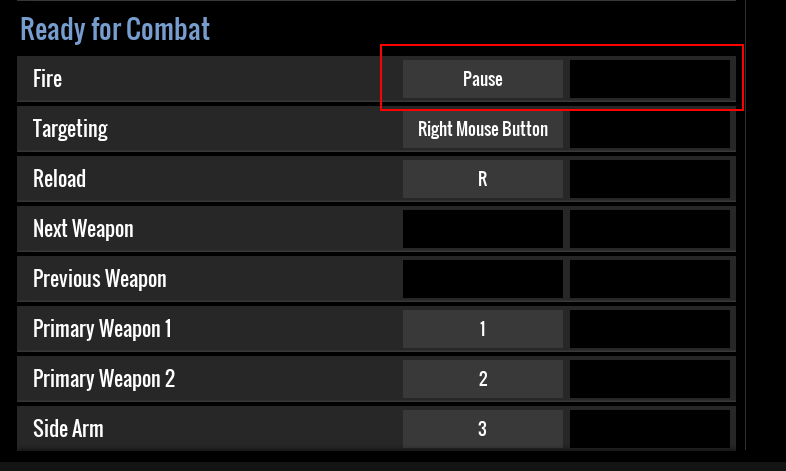 Ready for Combat
Fire Pause
Targeting Right Mouse Button
Reload R
Next Weapon
Previous Weapon
Primary Weapon 1 1
Primary Weapon 2 2
Side Arm 3